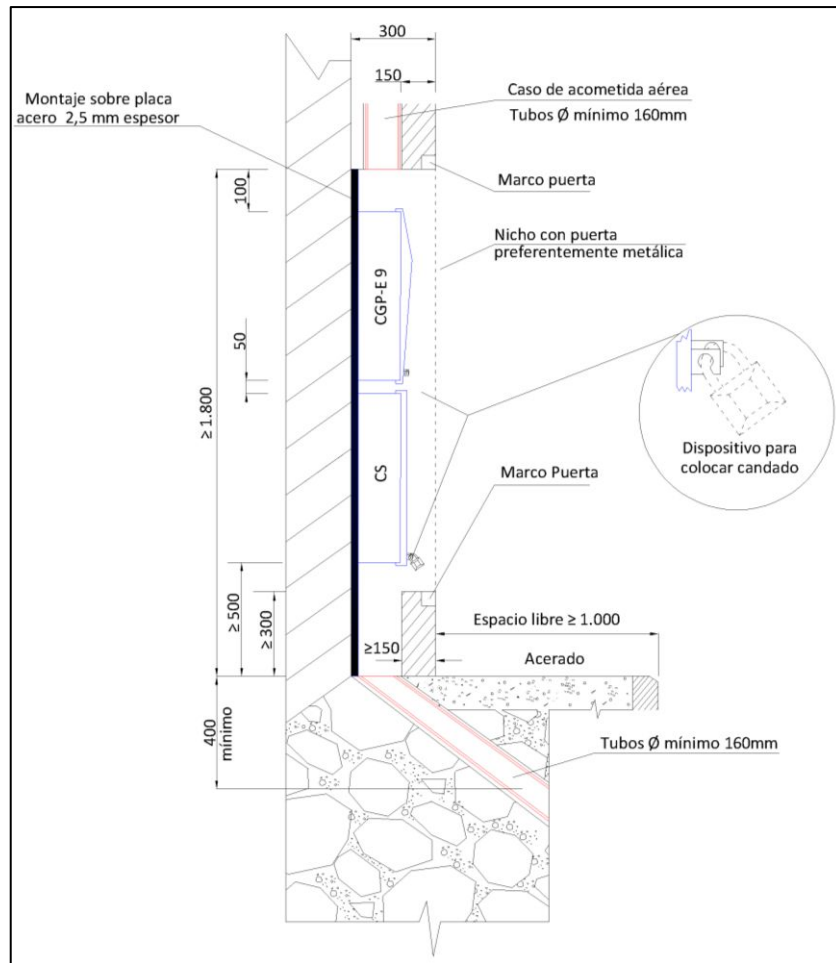 300
150
Montaje sobre placa
acero 2,5 mm espesor
Caso de acometida aérea
Tubos Ø mínimo 160mm
Marco puerta
100
Nicho con puerta
preferentemente metálica
CGP-E 9
50
≥ 1.800
Dispositivo para
colocar candado
CS
Marco Puerta
≥500
≥300
Espacio libre ≥ 1.000
≥150
Acerado
400
mínimo
Tubos Ø mínimo 160mm